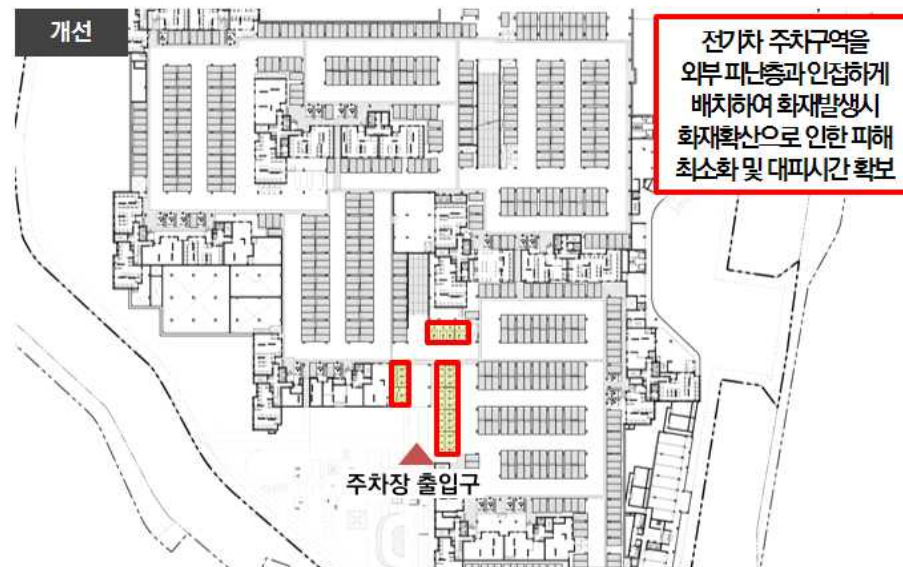 개선
전기차 주차구역을
외부 피난층과 인접하게
배치하여 화재발생시
화재확산으로 인한 피해
최소화 및 대피시간 확보
주차장 출입구